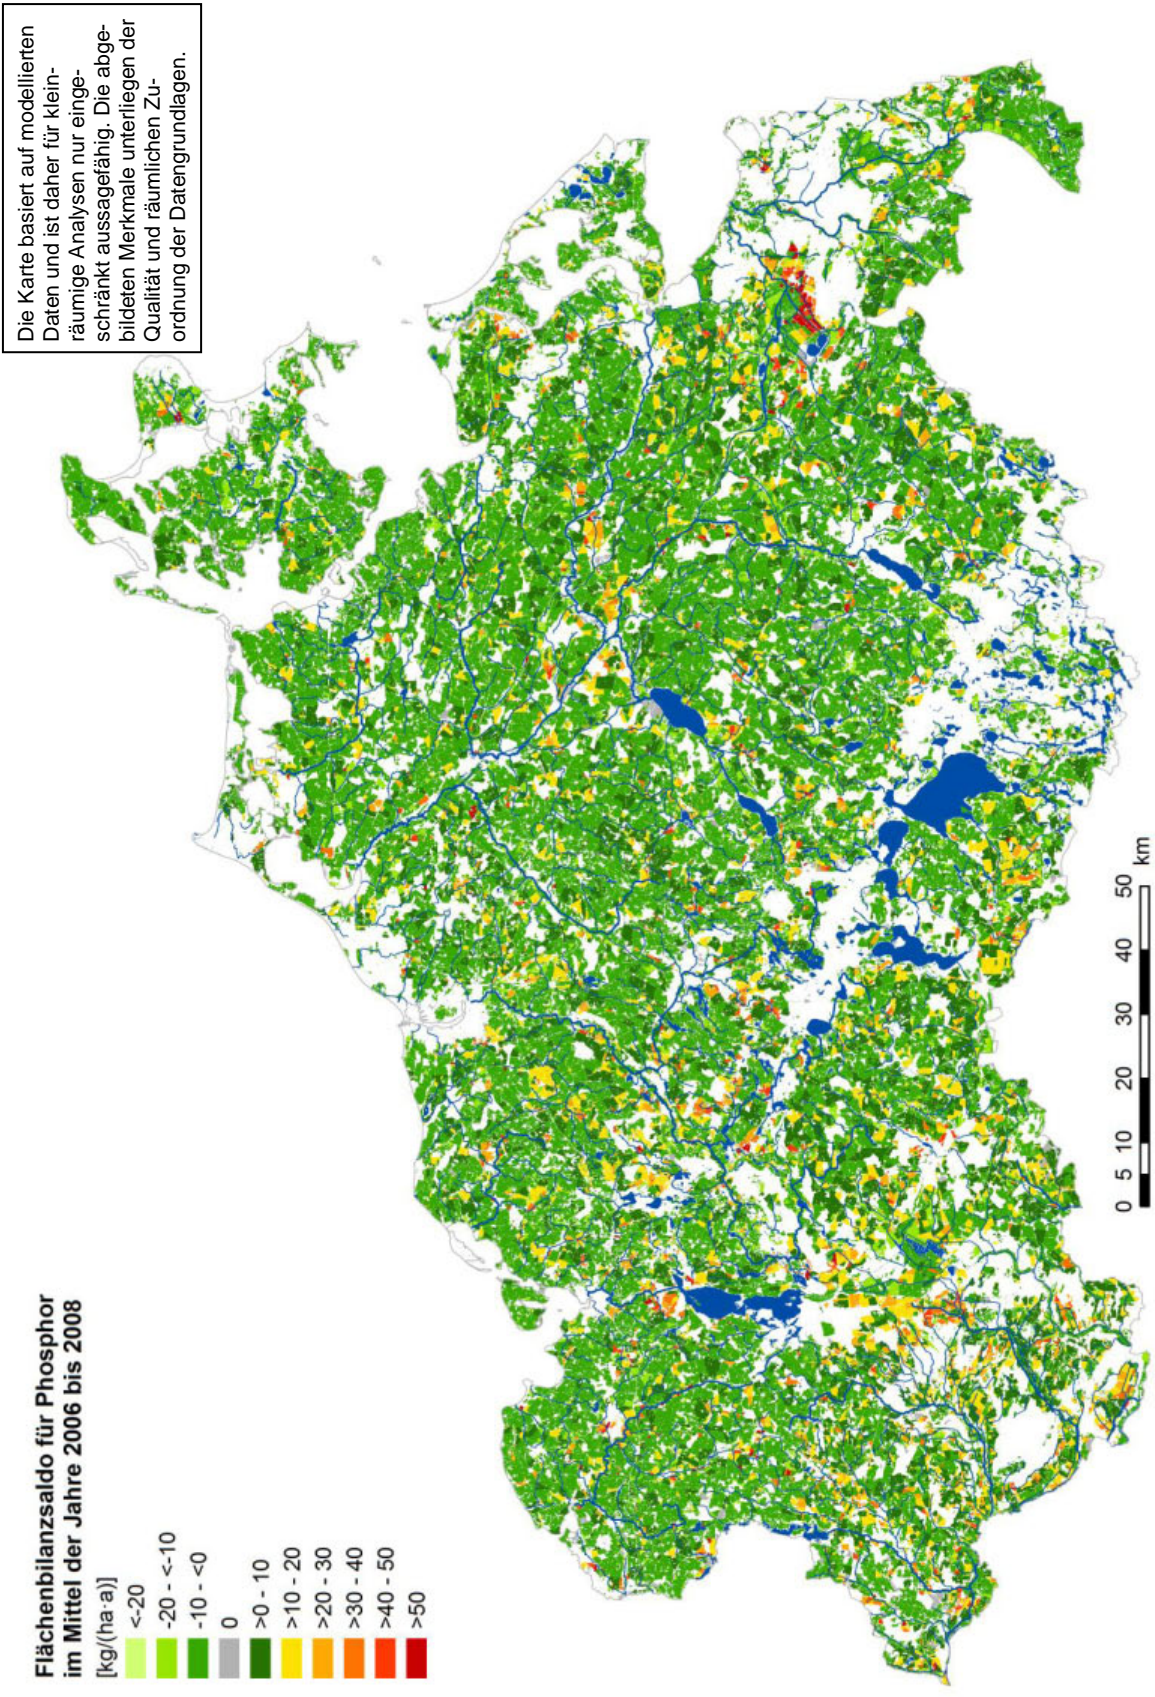 Flächenbilanzsaldo für Phosphor
im Mittel der Jahre 2006 bis 2008
[kg/(ha·a)]
<-20
-20 - <-10
-10 - <0
0
>0 - 10
>10 - 20
>20 - 30
>30 - 40
>40 - 50
>50
Die Karte basiert auf modellierten
Daten und ist daher für klein-
räumige Analysen nur einge-
schränkt aussagefähig. Die abge-
bildeten Merkmale unterliegen der
Qualität und räumlichen Zu-
ordnung der Datengrundlagen.
0 5 10 20 30 40 50 km